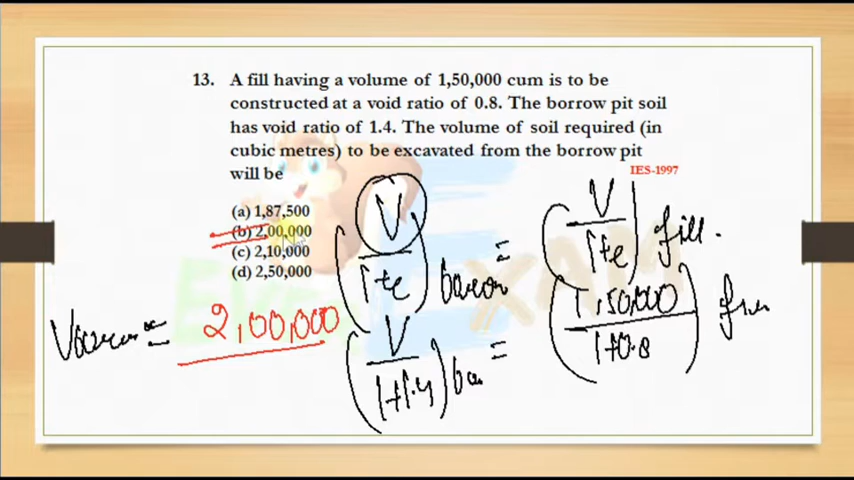 13. A fill having a volume of 1,50,000 cum is to be
constructed at a void ratio of 0.8. The borrow pit soil
has void ratio of 1.4. The volume of soil required (in
cubic metres) to be excavated from the borrow pit
will be
IES-1997
(a) 1,87,500
(b) 2,00,000
(c) 2,10,000
(d) 2,50,000
(V/1+e) = (V/1+e) fill.
2,00,000
(V/1+1.4) = (1,50,000/1+0.8)
EXAM